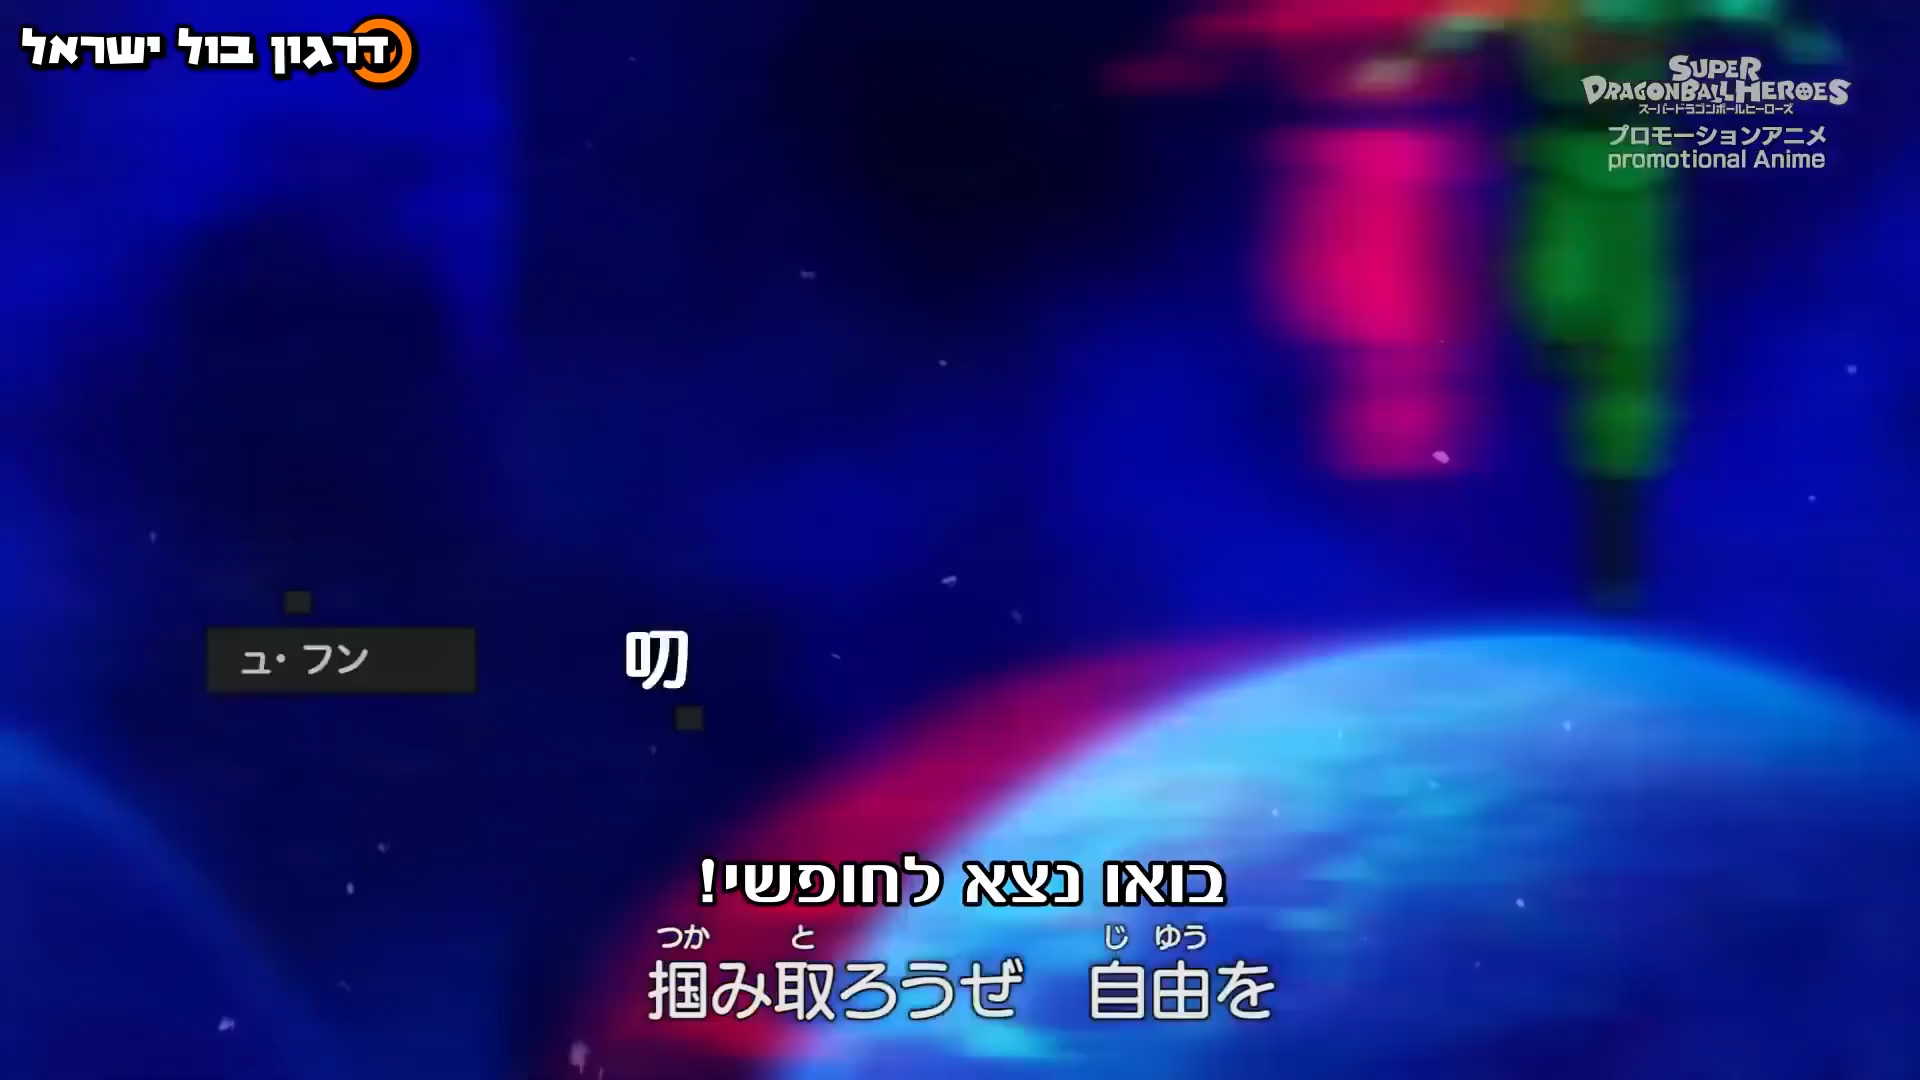 דרגון בול ישראל
SUPER
DRAGONBALL HEROES
スーパードラゴンボールヒーローズ
プロモーションアニメ
promotional Anime
ュ・フン
叨
בואו נצא לחופשי!
つか と じ ゆう
掴み取ろうぜ 自由を